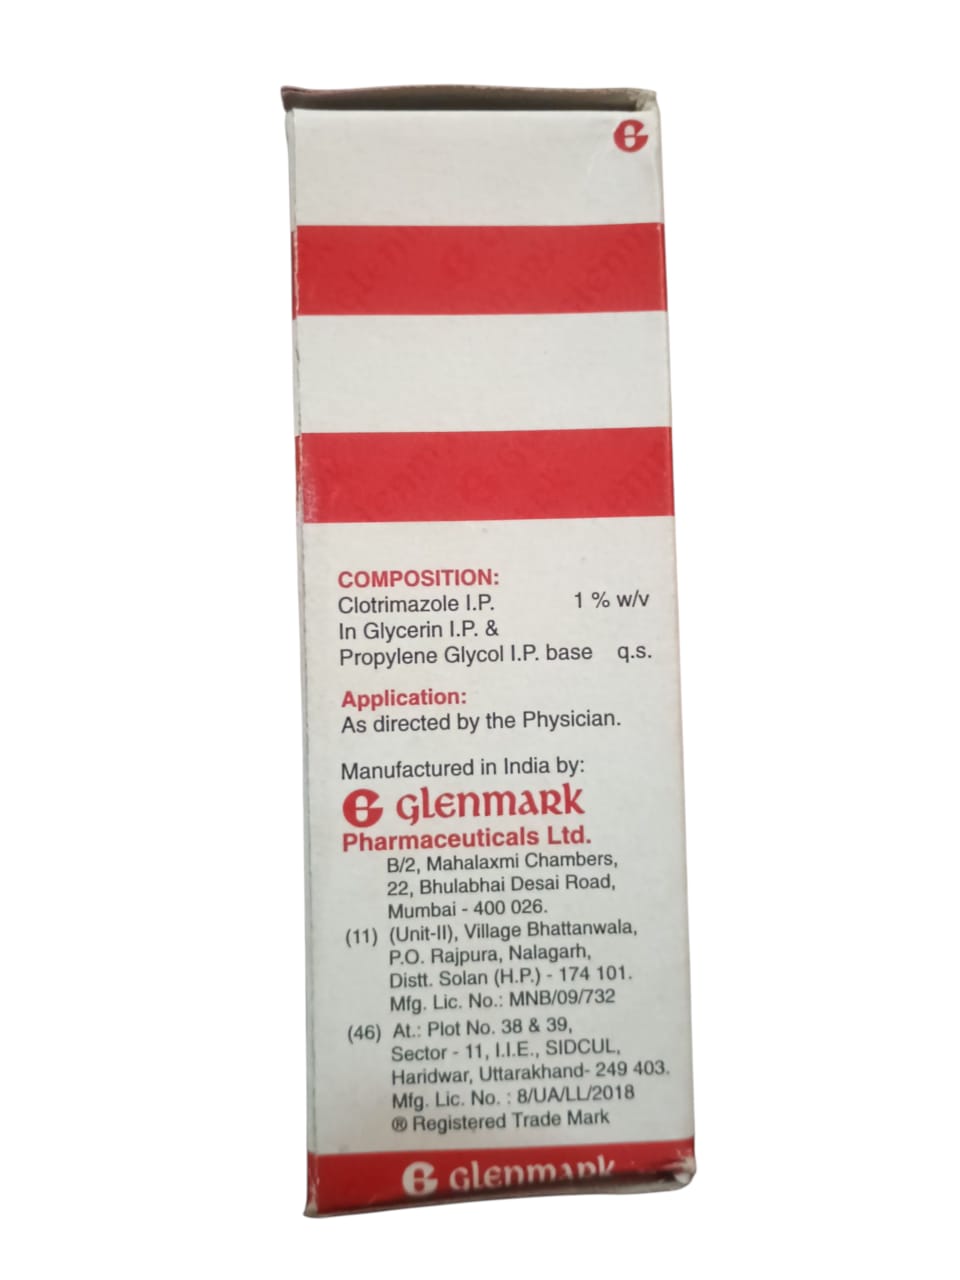 COMPOSITION:
Clotrimazole I.P. 1 % w/v
In Glycerin I.P. &
Propylene Glycol I.P. base q.s.
Application:
As directed by the Physician.
Manufactured in India by:
Glenmark
Pharmaceuticals Ltd.
B/2, Mahalaxmi Chambers,
22, Bhulabhai Desai Road,
Mumbai - 400 026.
(11) (Unit-II), Village Bhattanwala,
P.O. Rajpura, Nalagarh,
Distt. Solan (H.P.) - 174 101.
Mfg. Lic. No.: MNB/09/732
(46) At.: Plot No. 38 & 39,
Sector - 11, I.I.E., SIDCUL,
Haridwar, Uttarakhand- 249 403.
Mfg. Lic. No. : 8/UA/LL/2018
® Registered Trade Mark
Glenmark